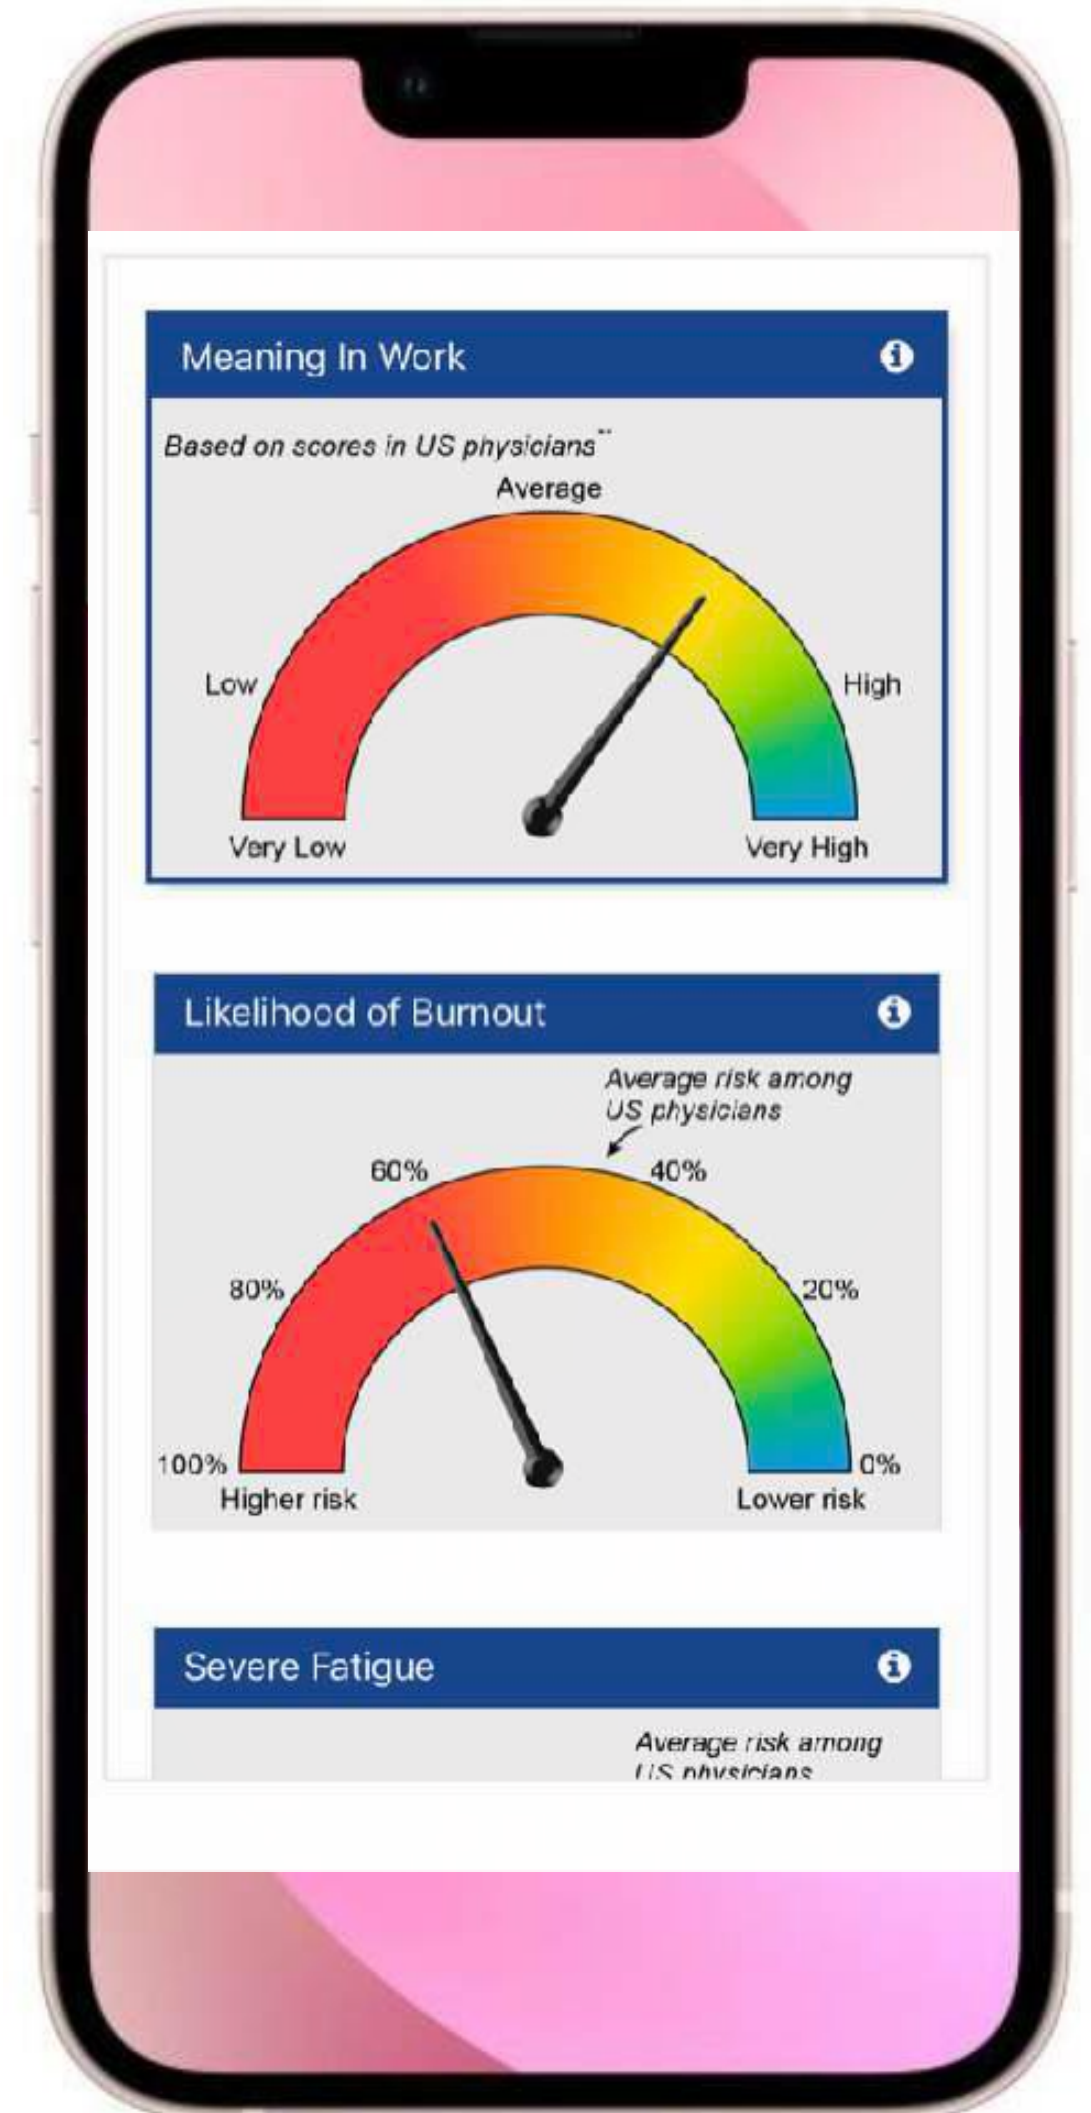 Meaning In Work
Based on scores in US physicians**
Average
Low
High
Very Low
Very High
Likelihood of Burnout
Average risk among
US physicians
60%
40%
80%
20%
100%
0%
Higher risk
Lower risk
Severe Fatigue
Average risk among
US physicians